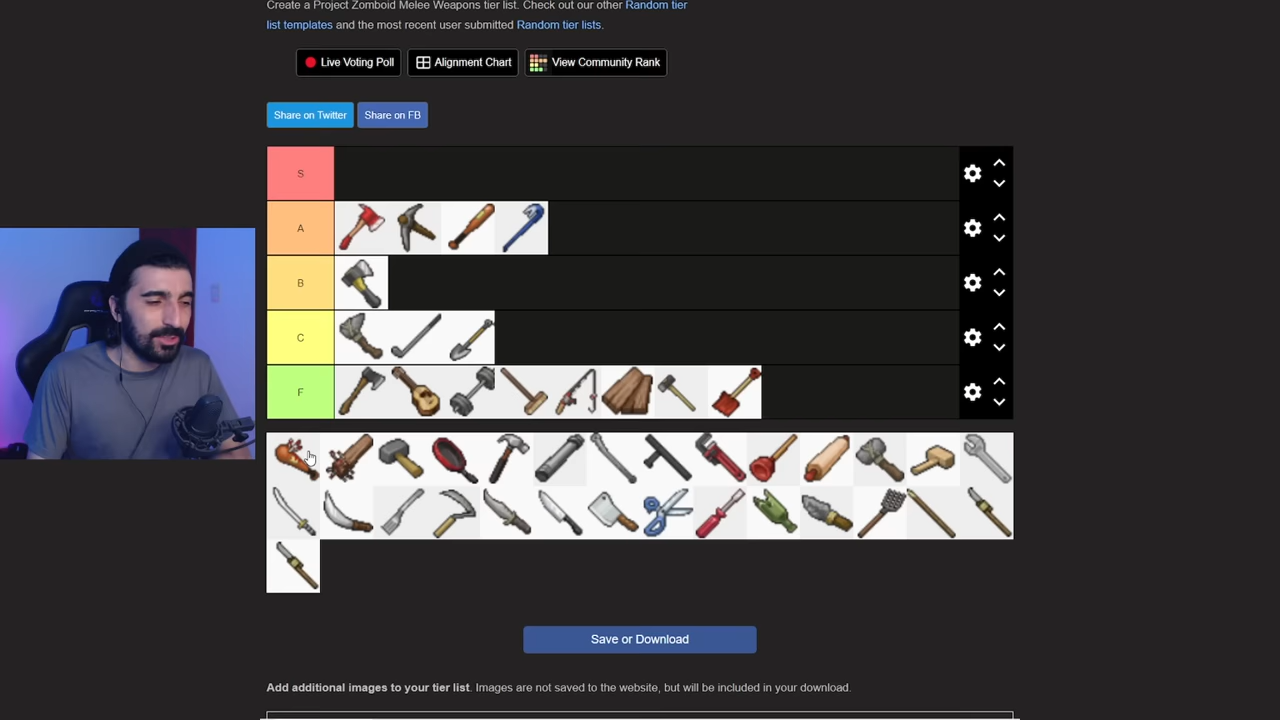 Create a Project Zomboid Melee Weapons tier list. Check out our other Random tier
list templates and the most recent user submitted Random tier lists.
Live Voting Poll
Alignment Chart
View Community Rank
Share on Twitter
Share on FB
S
A
B
C
F
Save or Download
Add additional images to your tier list. Images are not saved to the website, but will be included in your download.